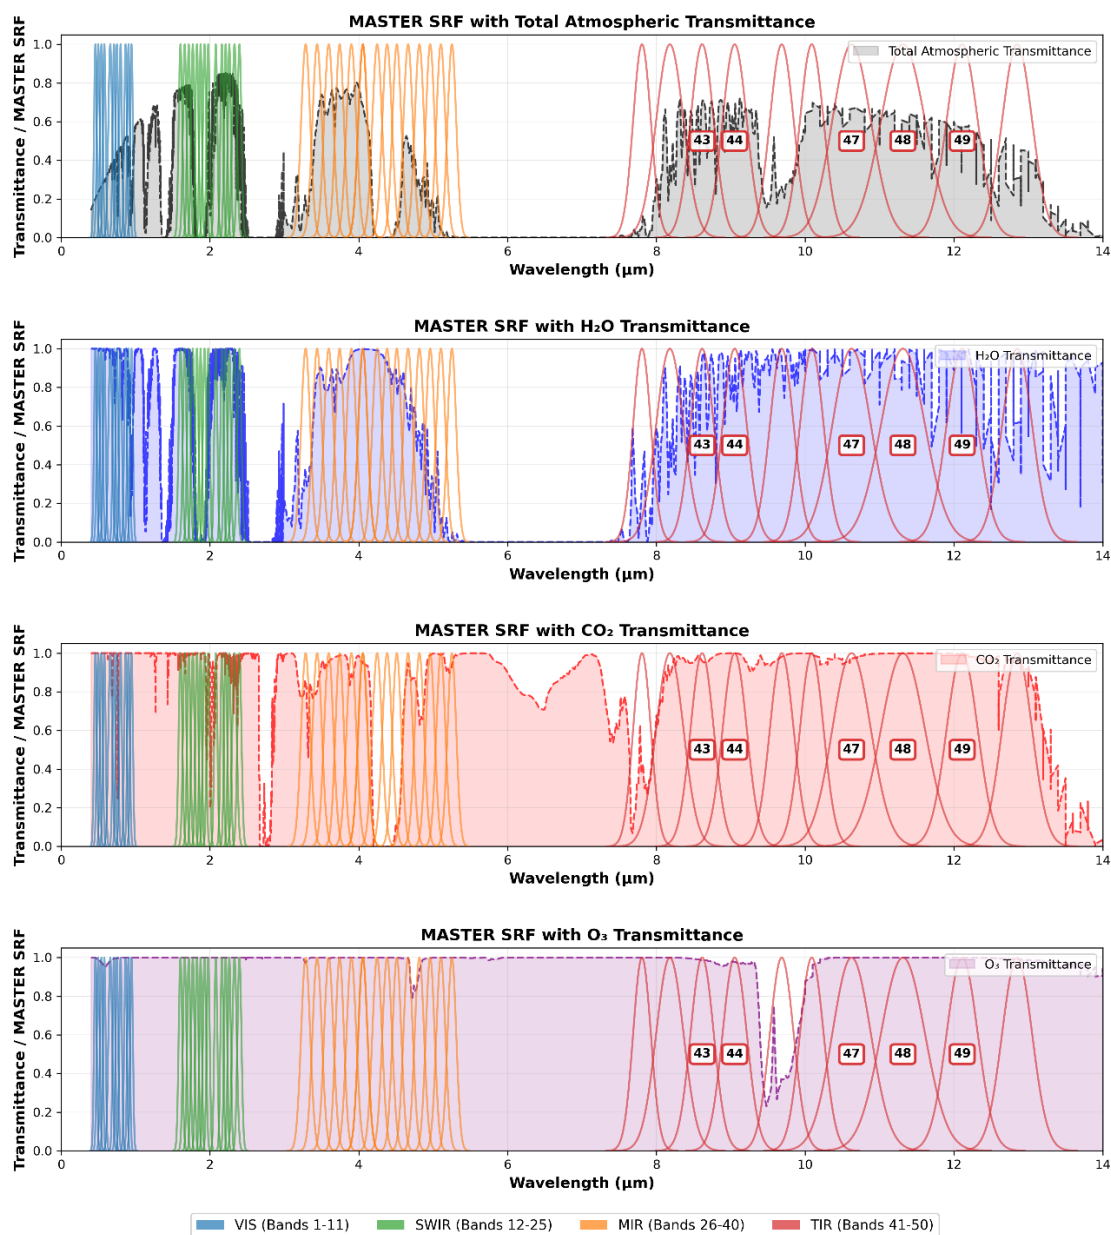 MASTER SRF with Total Atmospheric Transmittance
Transmittance / MASTER SRF
1.0
0.8
0.6
0.4
0.2
0.0
Total Atmospheric Transmittance
43 44 47 48 49
0 2 4 6 8 10 12 14
Wavelength (μm)
MASTER SRF with H₂O Transmittance
Transmittance / MASTER SRF
1.0
0.8
0.6
0.4
0.2
0.0
H₂O Transmittance
43 44 47 48 49
0 2 4 6 8 10 12 14
Wavelength (μm)
MASTER SRF with CO₂ Transmittance
Transmittance / MASTER SRF
1.0
0.8
0.6
0.4
0.2
0.0
CO₂ Transmittance
43 44 47 48 49
0 2 4 6 8 10 12 14
Wavelength (μm)
MASTER SRF with O₃ Transmittance
Transmittance / MASTER SRF
1.0
0.8
0.6
0.4
0.2
0.0
O₃ Transmittance
43 44 47 48 49
0 2 4 6 8 10 12 14
Wavelength (μm)
VIS (Bands 1-11) SWIR (Bands 12-25) MIR (Bands 26-40) TIR (Bands 41-50)